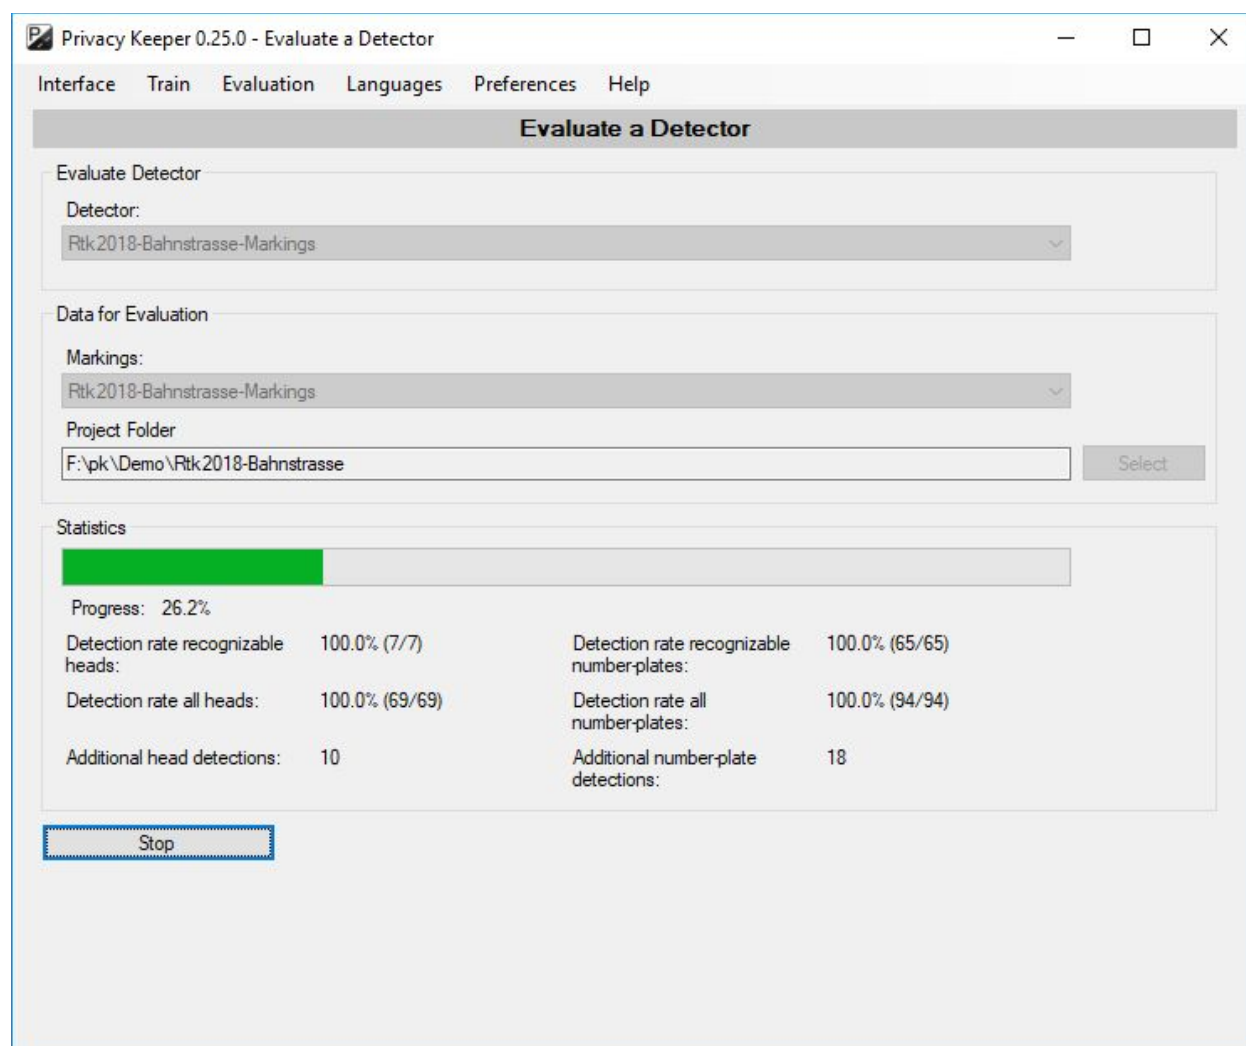 Privacy Keeper 0.25.0 - Evaluate a Detector
Interface Train Evaluation Languages Preferences Help
Evaluate a Detector
Evaluate Detector
Detector:
Rtk2018-Bahnstrasse-Markings
Data for Evaluation
Markings:
Rtk2018-Bahnstrasse-Markings
Project Folder
F:\pk\Demo\Rtk2018-Bahnstrasse
Select
Statistics
Progress: 26.2%
Detection rate recognizable
heads:
100.0% (7/7)
Detection rate recognizable
number-plates:
100.0% (65/65)
Detection rate all heads:
100.0% (69/69)
Detection rate all
number-plates:
100.0% (94/94)
Additional head detections:
10
Additional number-plate
detections:
18
Stop